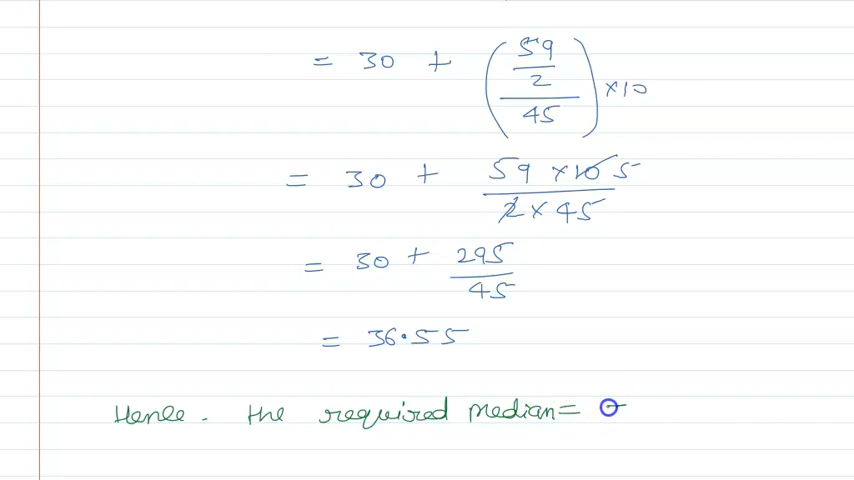 = 30 + ((59/2)/45) ×10
= 30 + (59 ×10 5)/(2×45)
= 30 + 295/45
= 36.55
Hence. the required median=